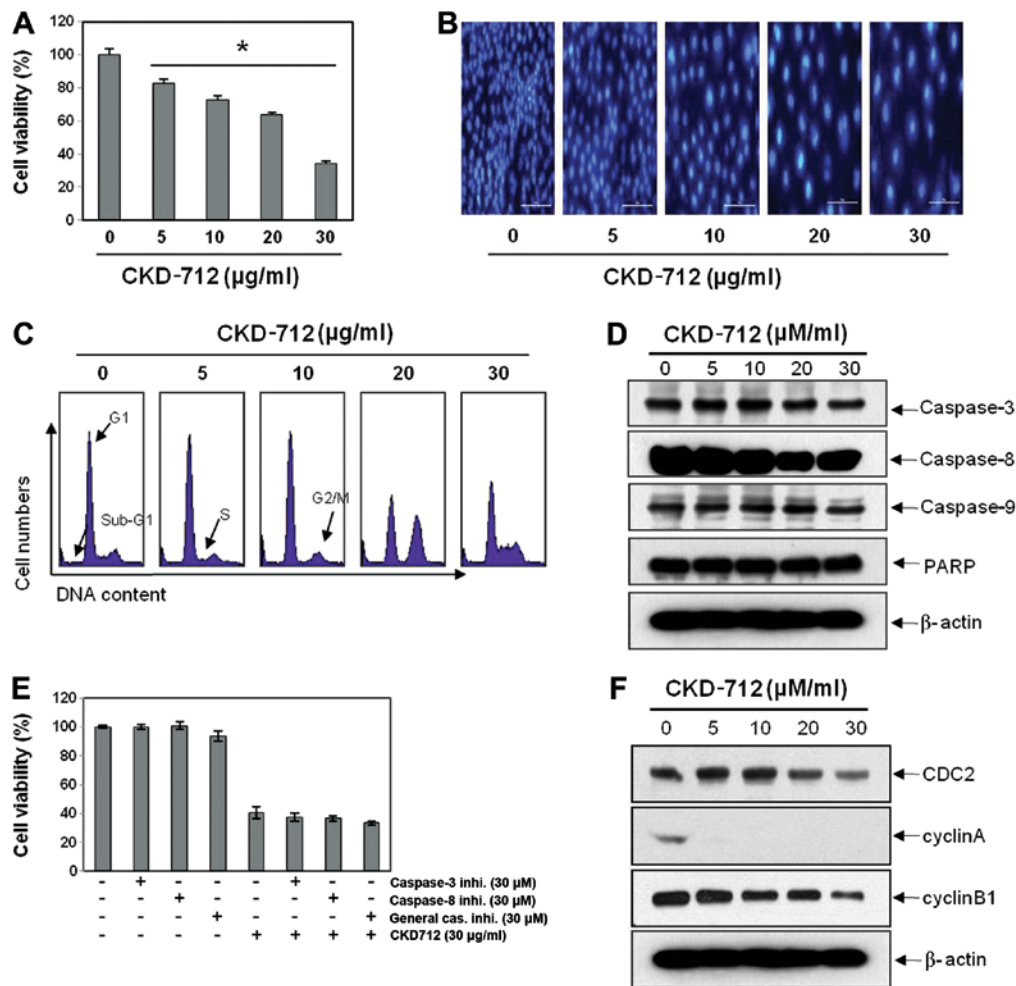 A
Cell viability (%)
120
100
80
60
40
20
0
*
0 5 10 20 30
CKD-712 (µg/ml)
B
0 5 10 20 30
CKD-712 (µg/ml)
C
CKD-712 (µg/ml)
0 5 10 20 30
Cell numbers
G1
Sub-G1
S
G2/M
DNA content
D
CKD-712 (µM/ml)
0 5 10 20 30
Caspase-3
Caspase-8
Caspase-9
PARP
β-actin
E
Cell viability (%)
120
100
80
60
40
20
0
- + - - - + - - Caspase-3 inhi. (30 µM)
- - + - - - + - Caspase-8 inhi. (30 µM)
- - - + - - - + General cas. inhi. (30 µM)
- - - - + + + + CKD712 (30 µg/ml)
F
CKD-712 (µM/ml)
0 5 10 20 30
CDC2
cyclinA
cyclinB1
β-actin